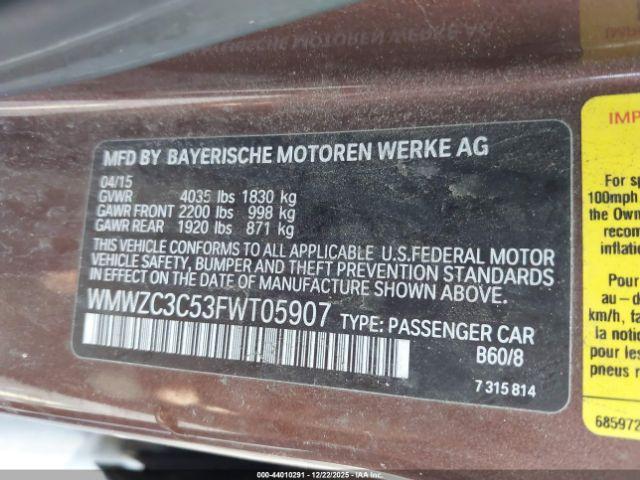 MFD BY BAYERISCHE MOTOREN WERKE AG
04/15
GVWR 4035 lbs 1830 kg
GAWR FRONT 2200 lbs 998 kg
GAWR REAR 1920 lbs 871 kg
THIS VEHICLE CONFORMS TO ALL APPLICABLE U.S.FEDERAL MOTOR
VEHICLE SAFETY, BUMPER AND THEFT PREVENTION STANDARDS
IN EFFECT ON THE DATE OF MANUFACTURE SHOWN ABOVE.
WMWZC3C53FWT05907 TYPE: PASSENGER CAR
B60/8
7 315 814
IMP
For sp
100mph
the Own
recom
inflati
Pour
au-d
km/h, fa
la notic
pour les
pneus r
685972
000-44010291 - 12/22/2025 - IAAI.com